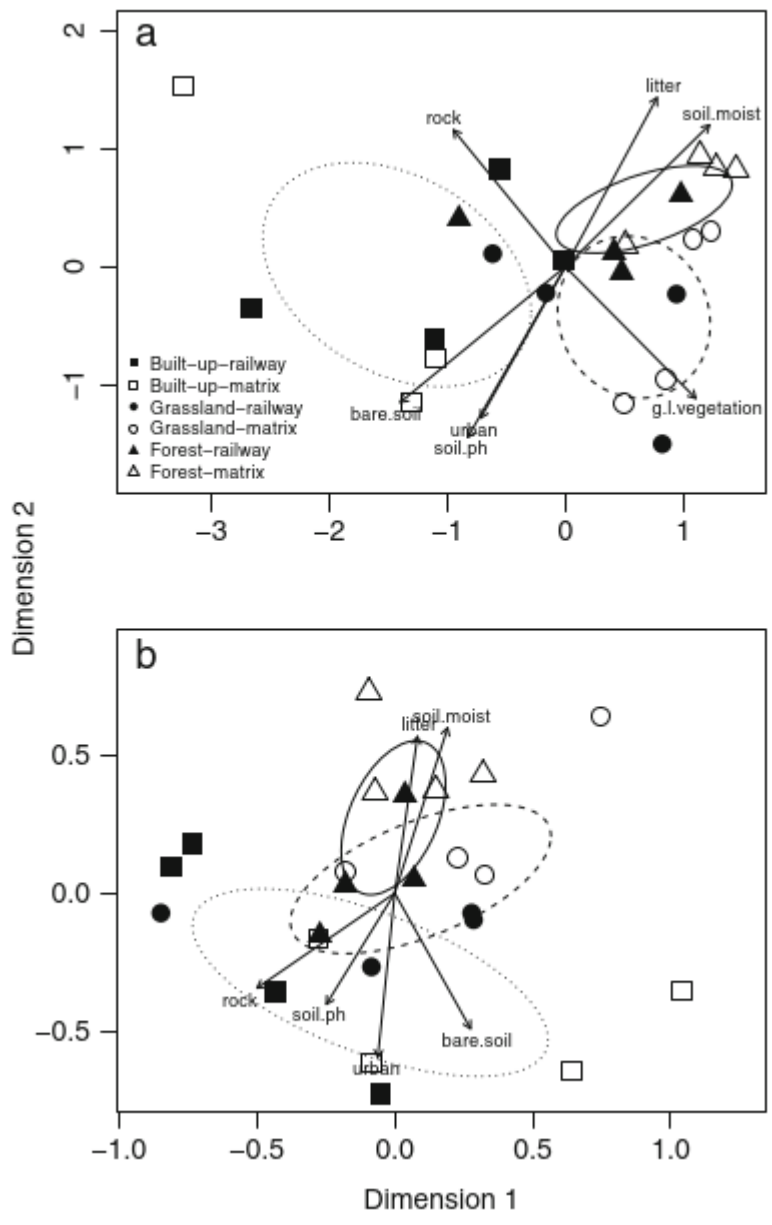 a
2
1
0
−1
litter
soil.moist
rock
bare.soil
urban
soil.ph
g.l.vegetation
Built−up−railway
Built−up−matrix
Grassland−railway
Grassland−matrix
Forest−railway
Forest−matrix
−3
−2
−1
0
1
Dimension 2
b
0.5
0.0
−0.5
soil.moist
litter
rock
soil.ph
bare.soil
urban
−1.0
−0.5
0.0
0.5
1.0
Dimension 1